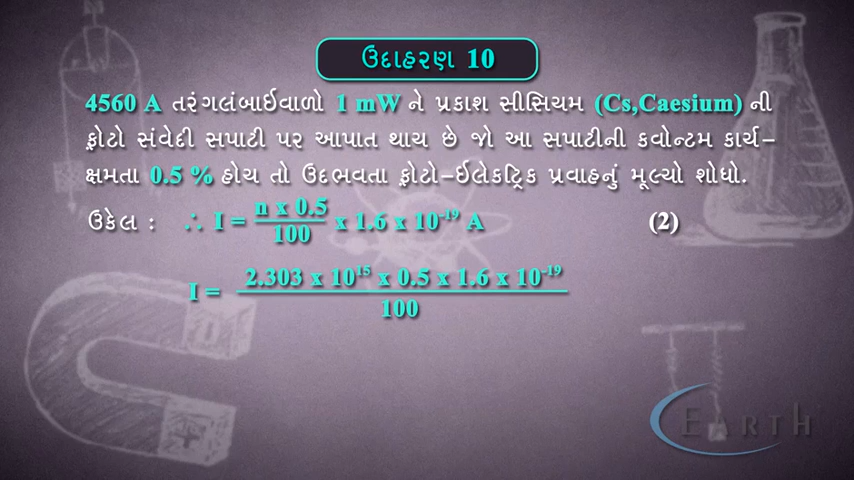 ઉદાહરણ 10
4560 A તરંગલંબાઈવાળો 1 mW ને પ્રકાશ સીસિયમ (Cs,Caesium) ની
ફોટો સંવેદી સપાટી પર આપાત થાય છે જો આ સપાટીની કવોન્ટમ કાર્ય–
ક્ષમતા 0.5 % હોય તો ઉદભવતા ફોટો–ઈલેકટ્રિક પ્રવાહનું મૂલ્યો શોધો.
ઉકેલ : ∴ I = n x 0.5 / 100 x 1.6 x 10⁻¹⁹ A (2)
I = 2.303 x 10¹⁵ x 0.5 x 1.6 x 10⁻¹⁹ / 100
EARTH